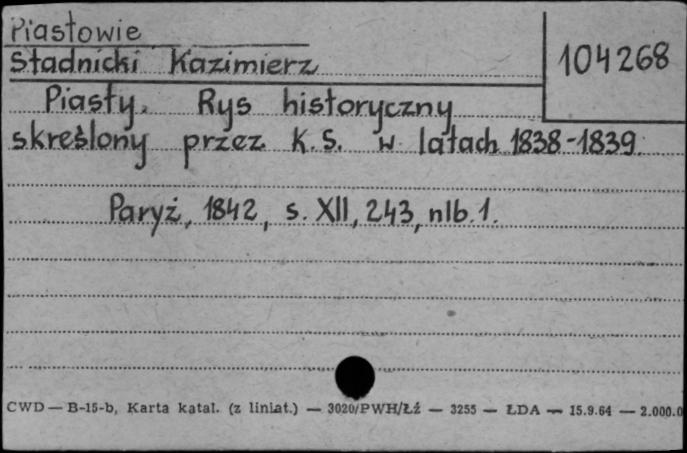 Piastowie
Stadnicki Kazimierz
104268
Piasty. Rys historyczny
skreślony przez K.S. w latach 1838-1839.
Paryż, 1842, s. XII, 243, nlb. 1.
CWD — B-15-b, Karta katal. (z liniat.) — 3020/PWH/Łź — 3255 — ŁDA — 15.9.64 — 2.000.0